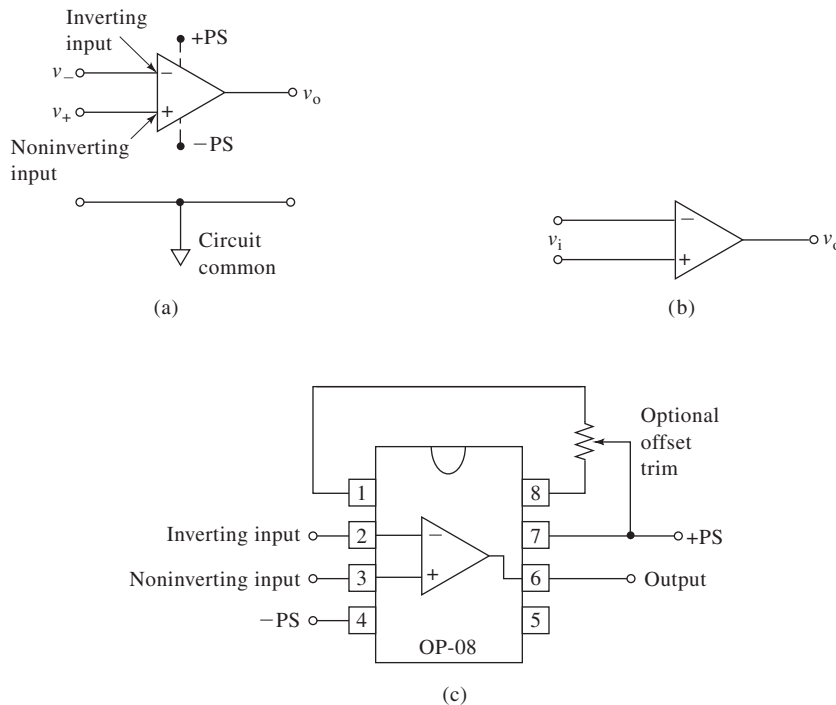 Inverting
input
+PS
v−
−
v+
+
vo
Noninverting
input
−PS
Circuit
common
(a)
vi
−
+
vo
(b)
Optional
offset
trim
1
8
Inverting input
2
−
7
+PS
Noninverting input
3
+
6
Output
−PS
4
5
OP-08
(c)